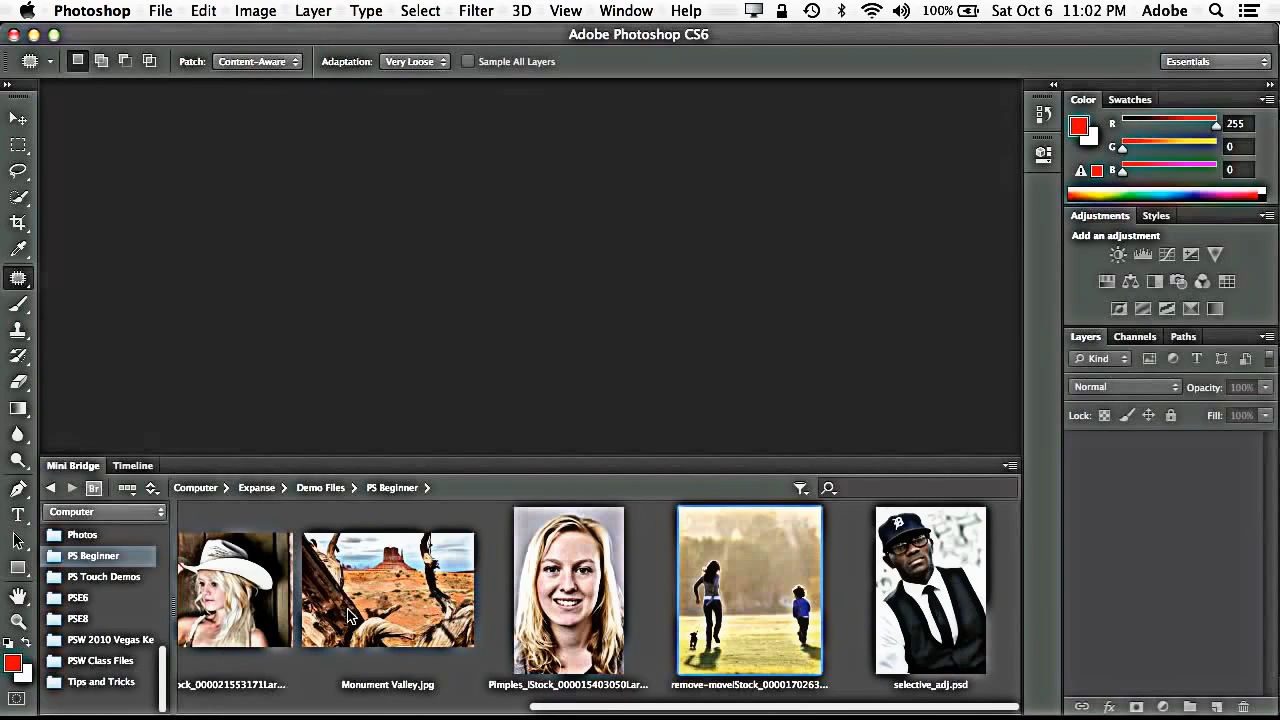 Photoshop File Edit Image Layer Type Select Filter 3D View Window Help 100% Sat Oct 6 11:02 PM Adobe
Adobe Photoshop CS6
Patch: Content-Aware Adaptation: Very Loose Sample All Layers Essentials
Color Swatches
R 255
G 0
B 0
Adjustments Styles
Add an adjustment
Layers Channels Paths
Kind
Normal Opacity: 100%
Lock: Fill: 100%
Mini Bridge Timeline
Br Computer Expanse Demo Files PS Beginner
Computer
Photos
PS Beginner
PS Touch Demos
PSE6
PSE8
PSW 2010 Vegas Ke
PSW Class Files
Tips and Tricks
ock_000021553171Lar... Monument Valley.jpg Pimples_iStock_000015403050Lar... remove-moveiStock_0000170263... selective_adj.psd